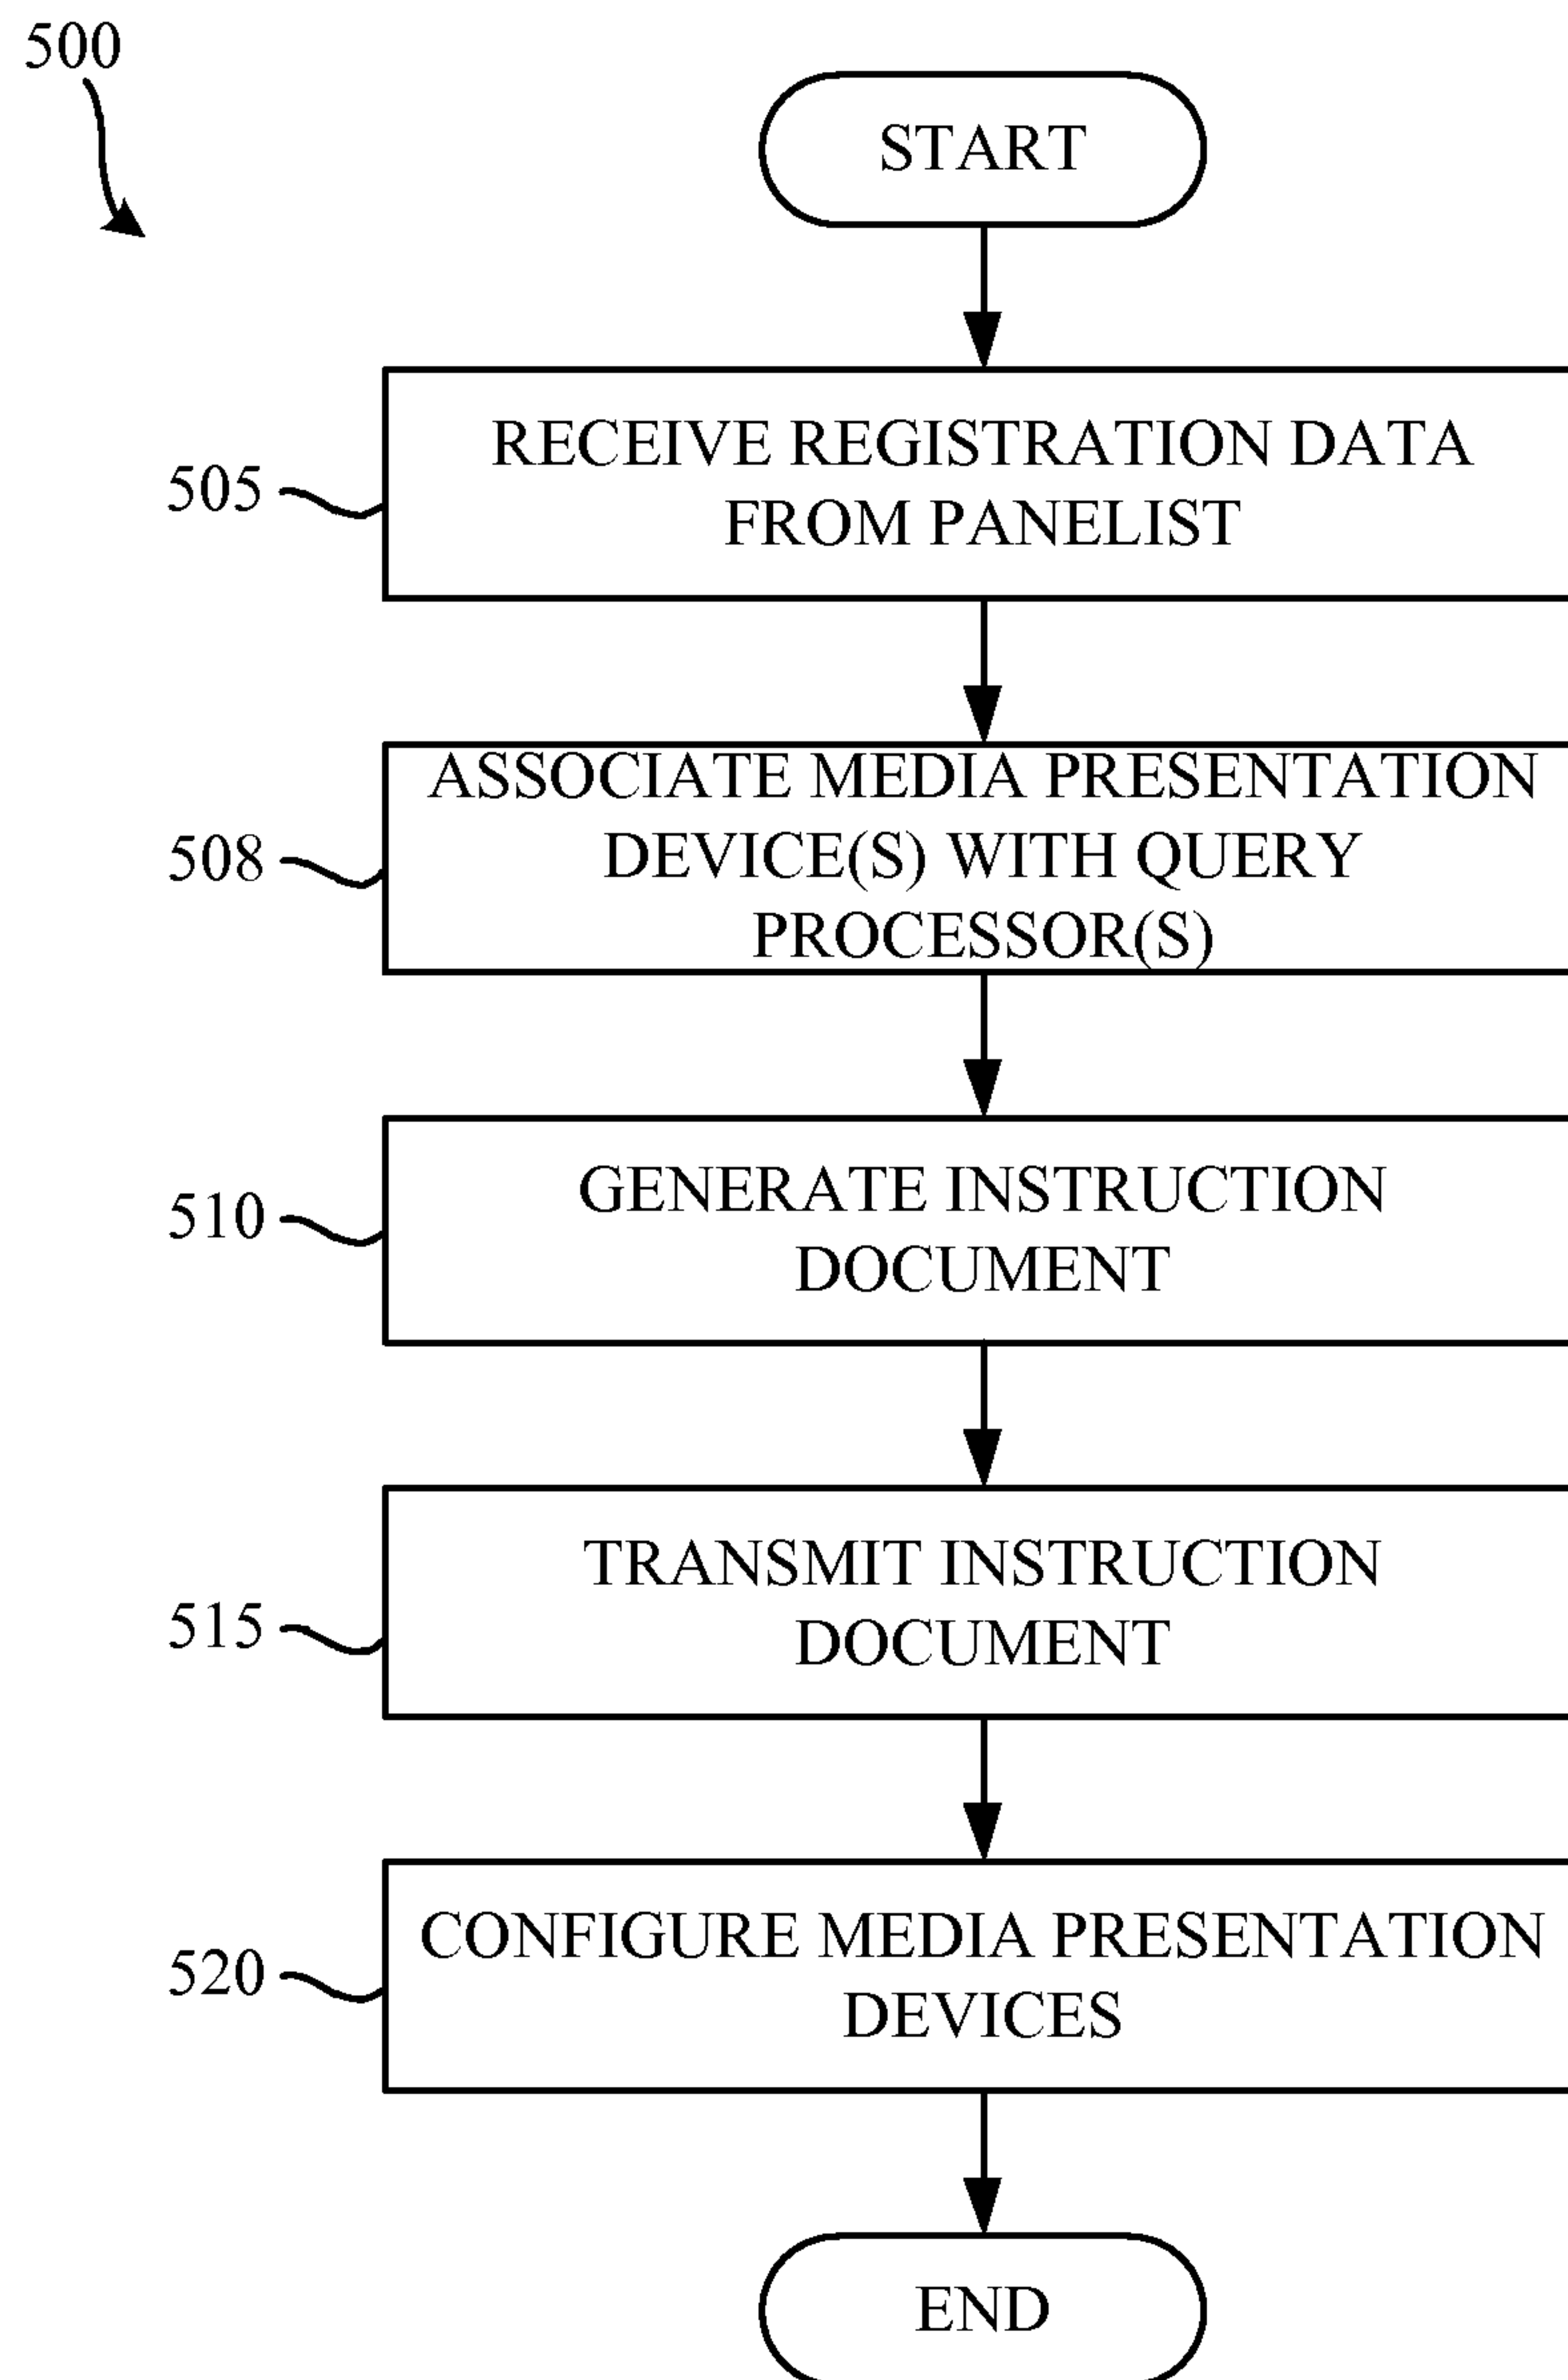 500
START
505
RECEIVE REGISTRATION DATA
FROM PANELIST
508
ASSOCIATE MEDIA PRESENTATION
DEVICE(S) WITH QUERY
PROCESSOR(S)
510
GENERATE INSTRUCTION
DOCUMENT
515
TRANSMIT INSTRUCTION
DOCUMENT
520
CONFIGURE MEDIA PRESENTATION
DEVICES
END